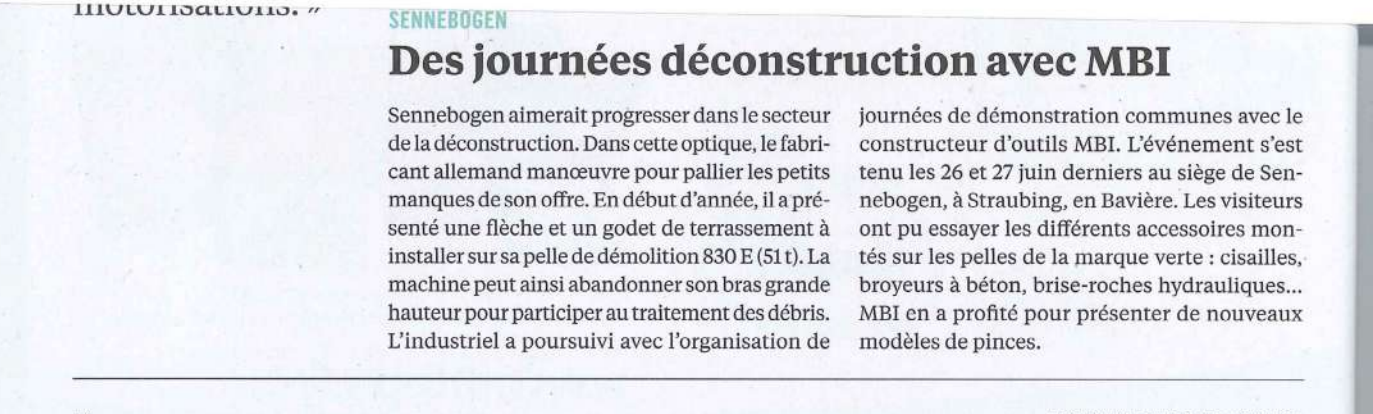 motorisations. »
SENNEBOGEN
Des journées déconstruction avec MBI
Sennebogen aimerait progresser dans le secteur
de la déconstruction. Dans cette optique, le fabri-
cant allemand manœuvre pour pallier les petits
manques de son offre. En début d’année, il a pré-
senté une flèche et un godet de terrassement à
installer sur sa pelle de démolition 830 E (51 t). La
machine peut ainsi abandonner son bras grande
hauteur pour participer au traitement des débris.
L’industriel a poursuivi avec l’organisation de
journées de démonstration communes avec le
constructeur d’outils MBI. L’événement s’est
tenu les 26 et 27 juin derniers au siège de Sen-
nebogen, à Straubing, en Bavière. Les visiteurs
ont pu essayer les différents accessoires mon-
tés sur les pelles de la marque verte : cisailles,
broyeurs à béton, brise-roches hydrauliques...
MBI en a profité pour présenter de nouveaux
modèles de pinces.